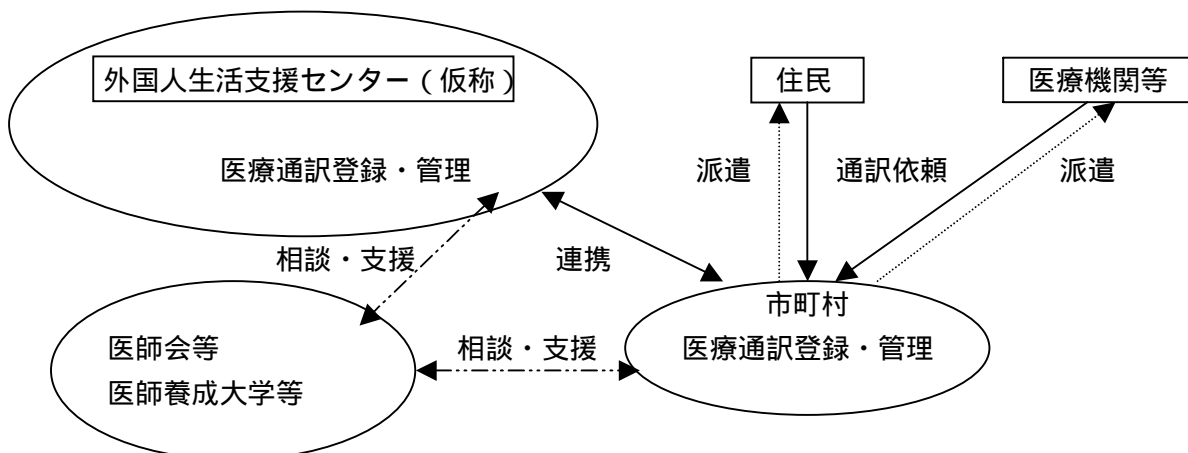 外国人生活支援センター(仮称)
住民
医療機関等
医療通訳登録・管理
派遣
通訳依頼
派遣
相談・支援
連携
市町村
医療通訳登録・管理
医師会等
医師養成大学等
相談・支援